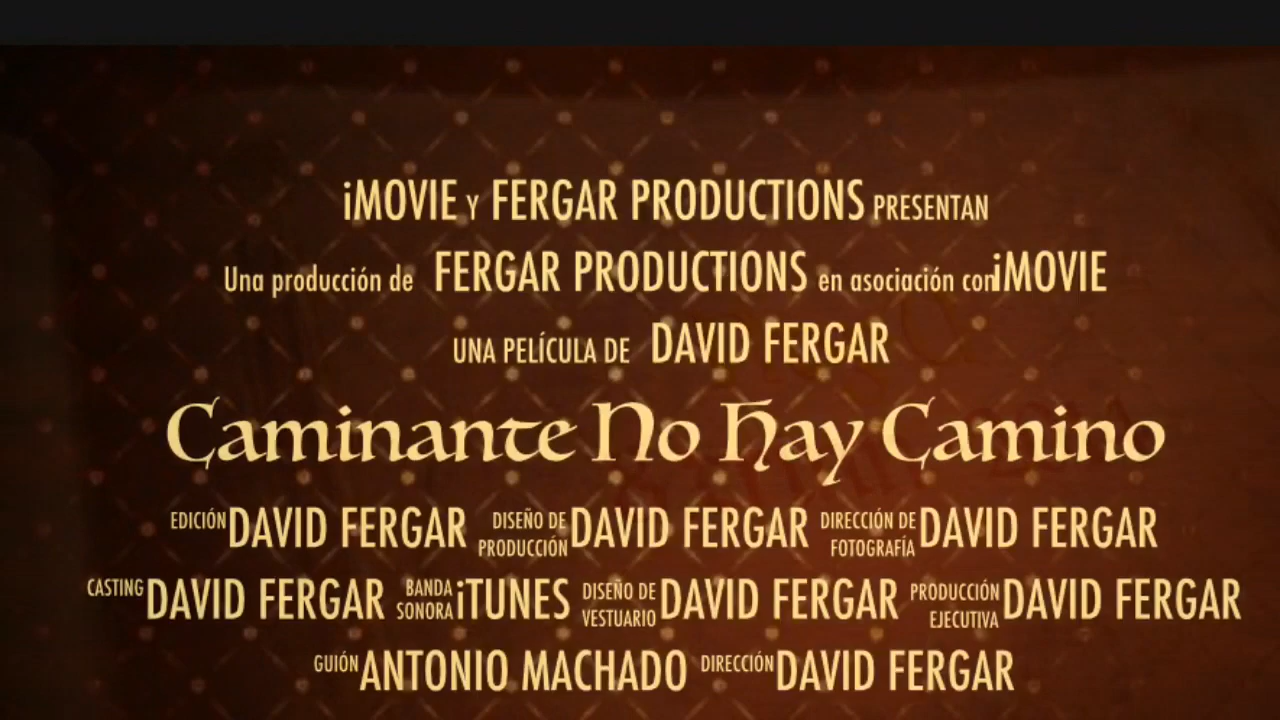 iMOVIE Y FERGAR PRODUCTIONS PRESENTAN
Una producción de FERGAR PRODUCTIONS en asociación con iMOVIE
UNA PELÍCULA DE DAVID FERGAR
Caminante No Hay Camino
EDICIÓN DAVID FERGAR DISEÑO DE PRODUCCIÓN DAVID FERGAR DIRECCIÓN DE FOTOGRAFÍA DAVID FERGAR
CASTING DAVID FERGAR BANDA SONORA iTUNES DISEÑO DE VESTUARIO DAVID FERGAR PRODUCCIÓN EJECUTIVA DAVID FERGAR
GUIÓN ANTONIO MACHADO DIRECCIÓN DAVID FERGAR